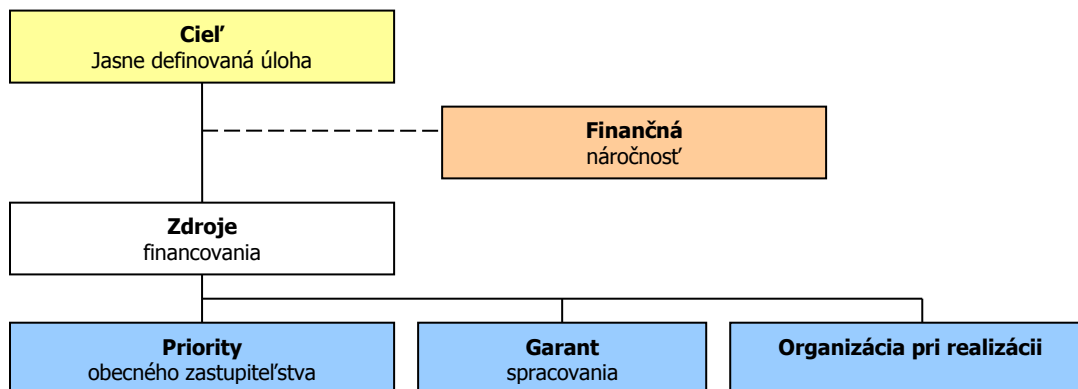 Cieľ
Jasne definovaná úloha
Finančná
náročnosť
Zdroje
financovania
Priority
obecného zastupiteľstva
Garant
spracovania
Organizácia pri realizácii